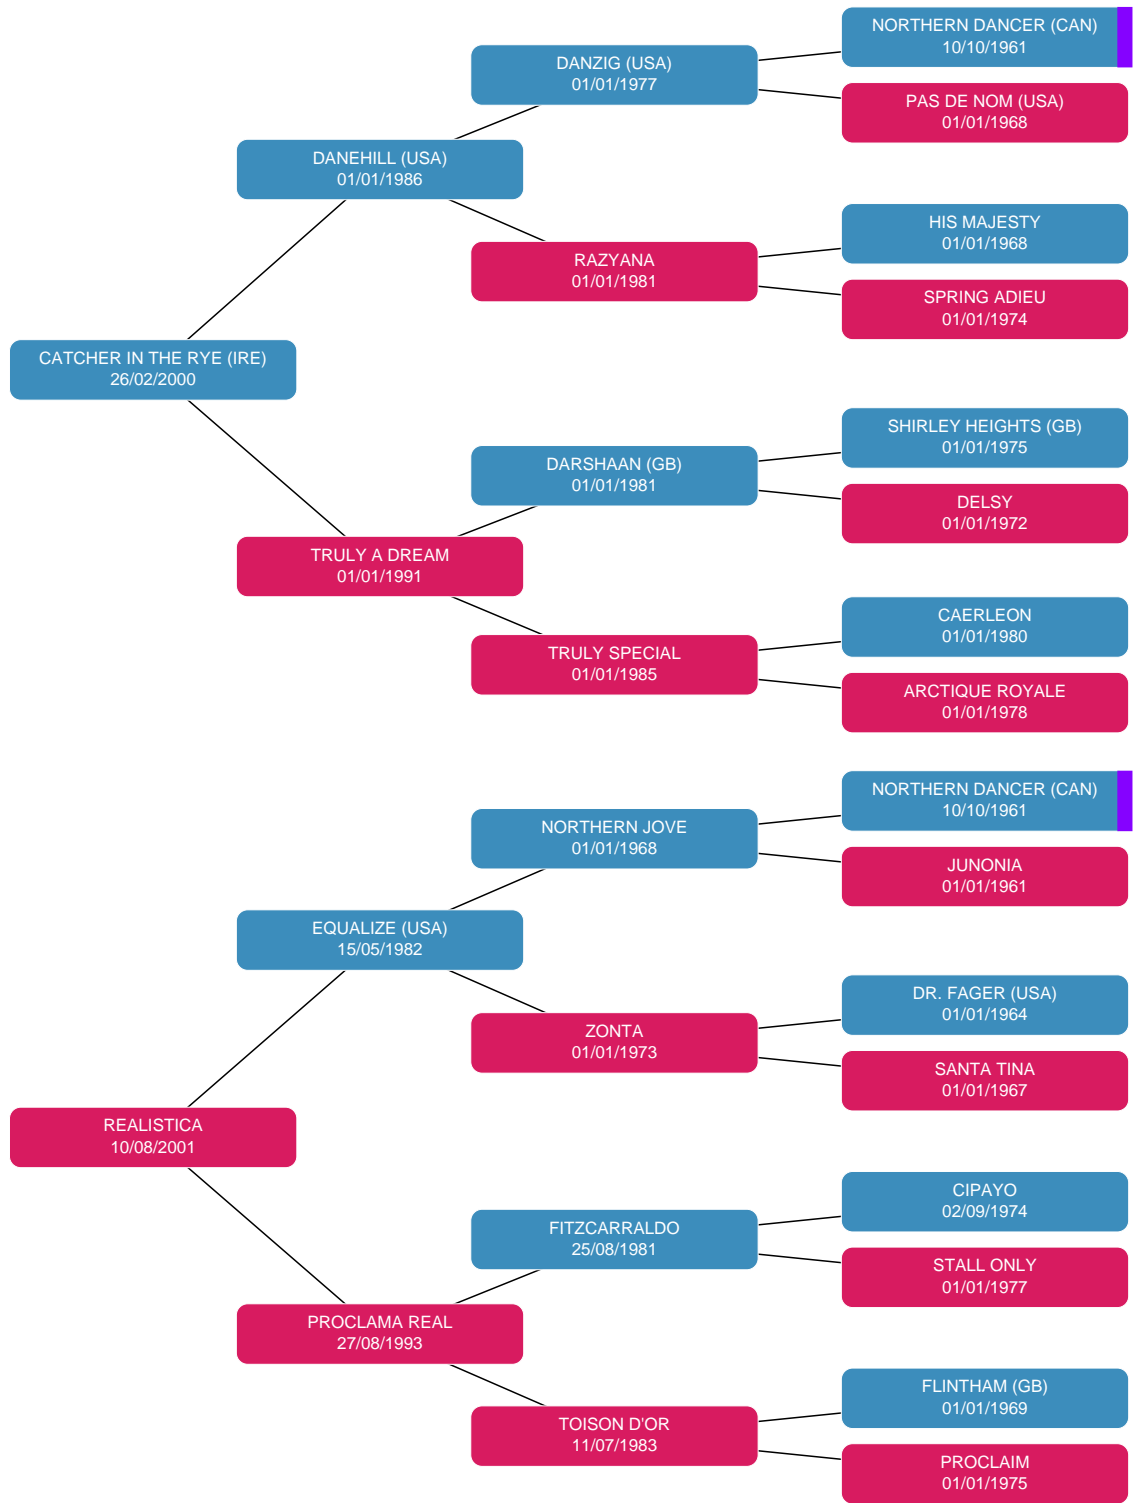 NORTHERN DANCER (CAN)
10/10/1961
DANZIG (USA)
01/01/1977
PAS DE NOM (USA)
01/01/1968
DANEHILL (USA)
01/01/1986
HIS MAJESTY
01/01/1968
RAZYANA
01/01/1981
SPRING ADIEU
01/01/1974
CATCHER IN THE RYE (IRE)
26/02/2000
SHIRLEY HEIGHTS (GB)
01/01/1975
DARSHAAN (GB)
01/01/1981
DELSY
01/01/1972
TRULY A DREAM
01/01/1991
CAERLEON
01/01/1980
TRULY SPECIAL
01/01/1985
ARCTIQUE ROYALE
01/01/1978
NORTHERN DANCER (CAN)
10/10/1961
NORTHERN JOVE
01/01/1968
JUNONIA
01/01/1961
EQUALIZE (USA)
15/05/1982
DR. FAGER (USA)
01/01/1964
ZONTA
01/01/1973
SANTA TINA
01/01/1967
REALISTICA
10/08/2001
CIPAYO
02/09/1974
FITZCARRALDO
25/08/1981
STALL ONLY
01/01/1977
PROCLAMA REAL
27/08/1993
FLINTHAM (GB)
01/01/1969
TOISON D'OR
11/07/1983
PROCLAIM
01/01/1975